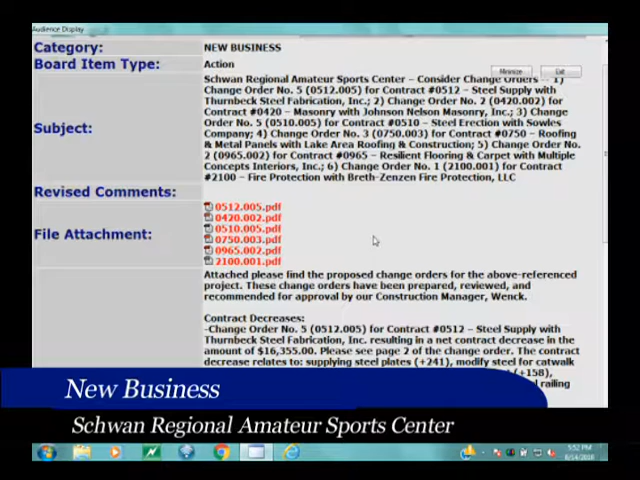 Audience Display
Category: NEW BUSINESS
Board Item Type: Action
Minimize Exit
Schwan Regional Amateur Sports Center – Consider Change Orders -- 1)
Change Order No. 5 (0512.005) for Contract #0512 – Steel Supply with
Thurnbeck Steel Fabrication, Inc.; 2) Change Order No. 2 (0420.002) for
Contract #0420 – Masonry with Johnson Nelson Masonry, Inc.; 3) Change
Order No. 5 (0510.005) for Contract #0510 – Steel Erection with Sowles
Subject: Company; 4) Change Order No. 3 (0750.003) for Contract #0750 – Roofing
& Metal Panels with Lake Area Roofing & Construction; 5) Change Order No.
2 (0965.002) for Contract #0965 – Resilient Flooring & Carpet with Multiple
Concepts Interiors, Inc.; 6) Change Order No. 1 (2100.001) for Contract
#2100 – Fire Protection with Breth-Zenzen Fire Protection, LLC
Revised Comments:
0512.005.pdf
0420.002.pdf
0510.005.pdf
File Attachment: 0750.003.pdf
0965.002.pdf
2100.001.pdf
Attached please find the proposed change orders for the above-referenced
project. These change orders have been prepared, reviewed, and
recommended for approval by our Construction Manager, Wenck.
Contract Decreases:
-Change Order No. 5 (0512.005) for Contract #0512 – Steel Supply with
Thurnbeck Steel Fabrication, Inc. resulting in a net contract decrease in the
amount of $16,355.00. Please see page 2 of the change order. The contract
decrease relates to: supplying steel plates (+241), modify steel for catwalk
(+158),
railing
New Business
Schwan Regional Amateur Sports Center
5:52 PM
6/14/2016